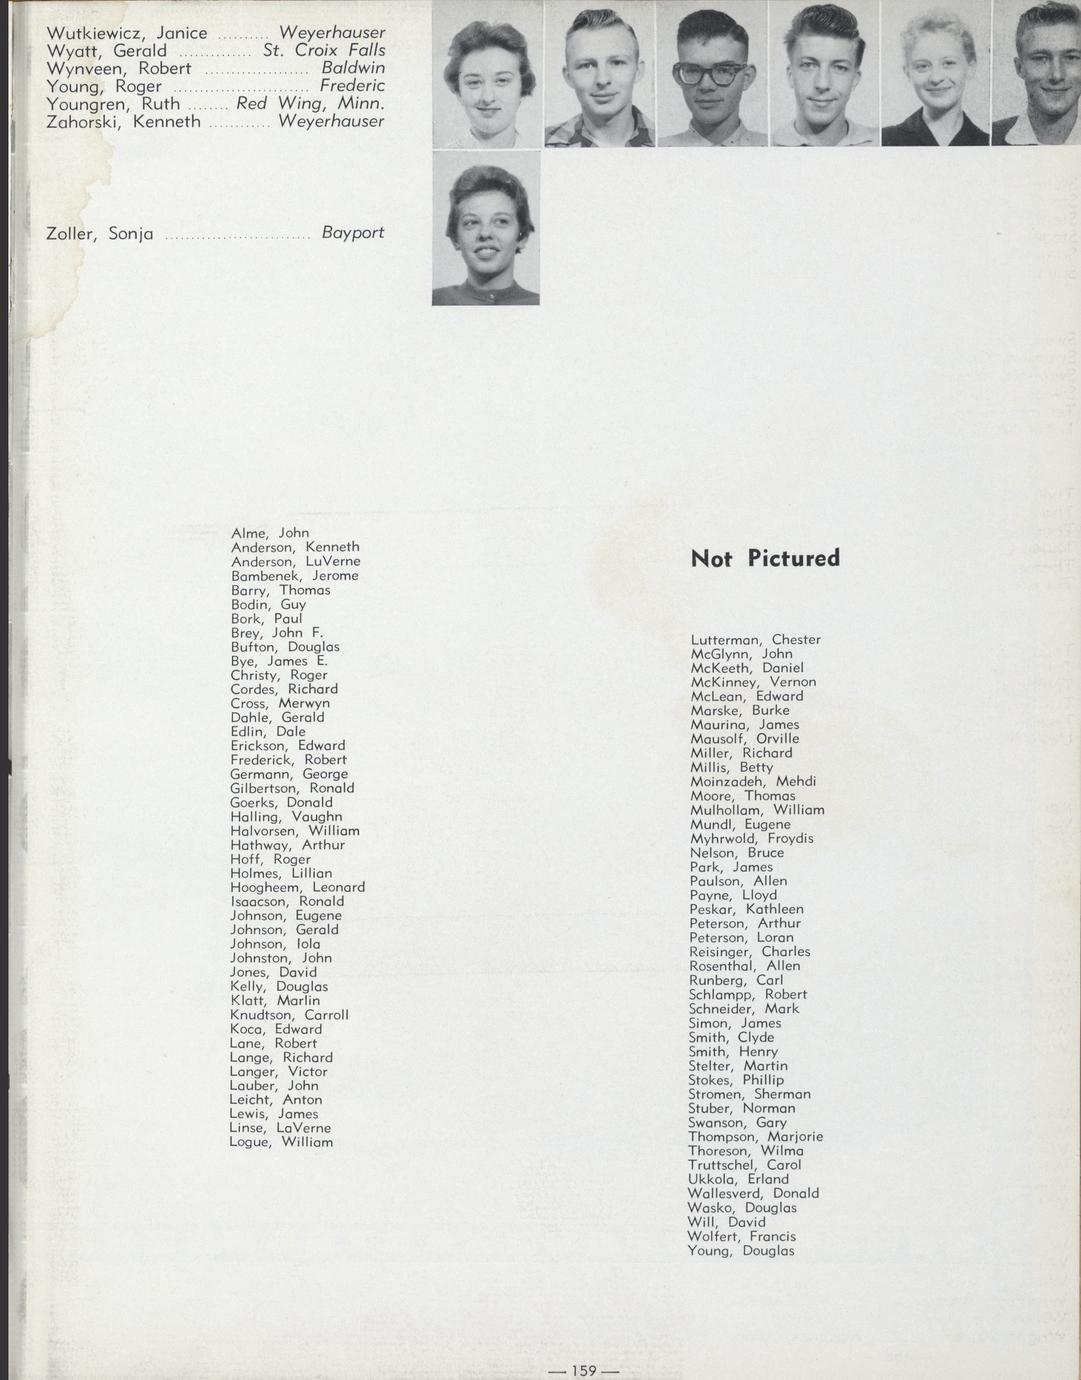 Wutkiewicz, Janice .......... Weyerhauser
Wyatt, Gerald .............. St. Croix Falls
Wynveen, Robert .................... Baldwin
Young, Roger .......................... Frederic
Youngren, Ruth ........ Red Wing, Minn.
Zahorski, Kenneth ............ Weyerhauser
Zoller, Sonja ............................ Bayport
Alme, John
Anderson, Kenneth
Anderson, LuVerne
Bambenek, Jerome
Barry, Thomas
Bodin, Guy
Bork, Paul
Brey, John F.
Bufton, Douglas
Bye, James E.
Christy, Roger
Cordes, Richard
Cross, Merwyn
Dahle, Gerald
Edlin, Dale
Erickson, Edward
Frederick, Robert
Germann, George
Gilbertson, Ronald
Goerks, Donald
Halling, Vaughn
Halvorsen, William
Hathway, Arthur
Hoff, Roger
Holmes, Lillian
Hoogheem, Leonard
Isaacson, Ronald
Johnson, Eugene
Johnson, Gerald
Johnson, Iola
Johnston, John
Jones, David
Kelly, Douglas
Klatt, Marlin
Knudtson, Carroll
Koca, Edward
Lane, Robert
Lange, Richard
Langer, Victor
Lauber, John
Leicht, Anton
Lewis, James
Linse, LaVerne
Logue, William
Not Pictured
Lutterman, Chester
McGlynn, John
McKeeth, Daniel
McKinney, Vernon
McLean, Edward
Marske, Burke
Maurina, James
Mausolf, Orville
Miller, Richard
Millis, Betty
Moinzadeh, Mehdi
Moore, Thomas
Mulhollam, William
Mundl, Eugene
Myhrwold, Froydis
Nelson, Bruce
Park, James
Paulson, Allen
Payne, Lloyd
Peskar, Kathleen
Peterson, Arthur
Peterson, Loran
Reisinger, Charles
Rosenthal, Allen
Runberg, Carl
Schlampp, Robert
Schneider, Mark
Simon, James
Smith, Clyde
Smith, Henry
Stelter, Martin
Stokes, Phillip
Stromen, Sherman
Stuber, Norman
Swanson, Gary
Thompson, Marjorie
Thoreson, Wilma
Truttschel, Carol
Ukkola, Erland
Wallesverd, Donald
Wasko, Douglas
Will, David
Wolfert, Francis
Young, Douglas
— 159 —